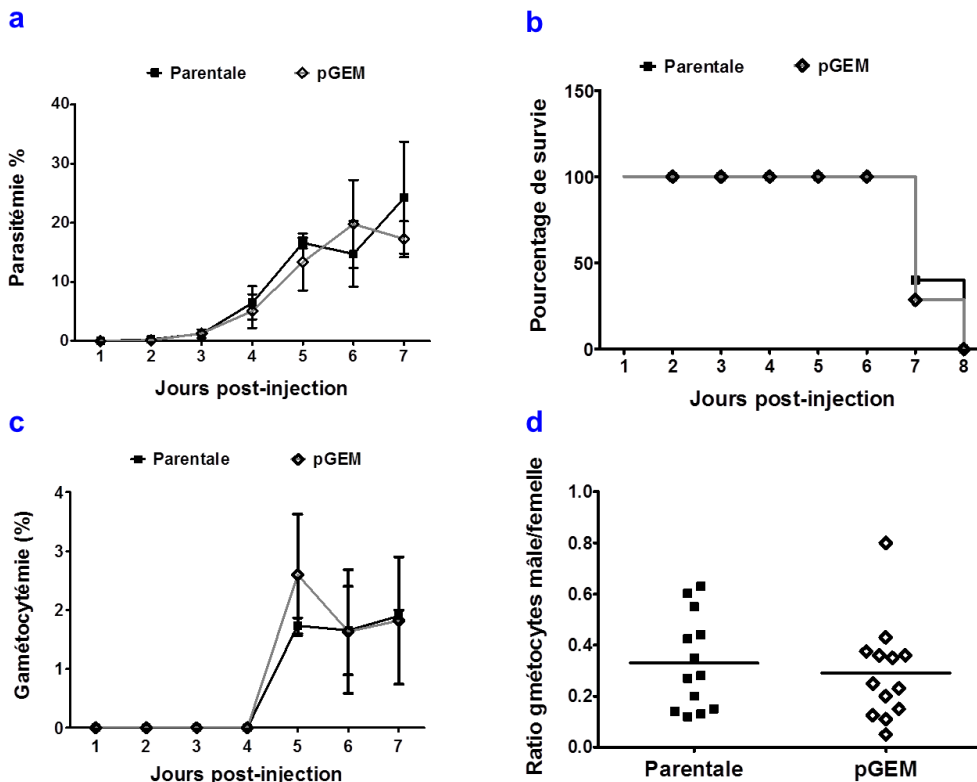 a
Parentale pGEM
Parasitémie %
40
30
20
10
0
1 2 3 4 5 6 7
Jours post-injection
b
Parentale pGEM
Pourcentage de survie
150
100
50
0
1 2 3 4 5 6 7 8
Jours post-injection
c
Parentale pGEM
Gamétocytémie (%)
4
3
2
1
0
1 2 3 4 5 6 7
Jours post-injection
d
Ratio gmétocytes mâle/femelle
1.0
0.8
0.6
0.4
0.2
0.0
Parentale pGEM